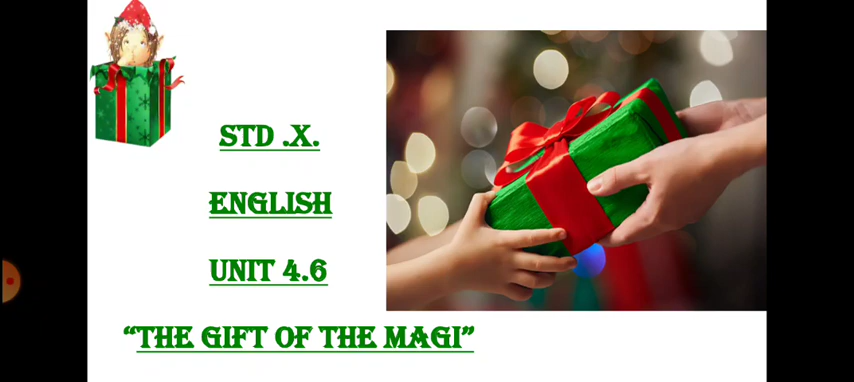 STD .X.
ENGLISH
UNIT 4.6
“THE GIFT OF THE MAGI”